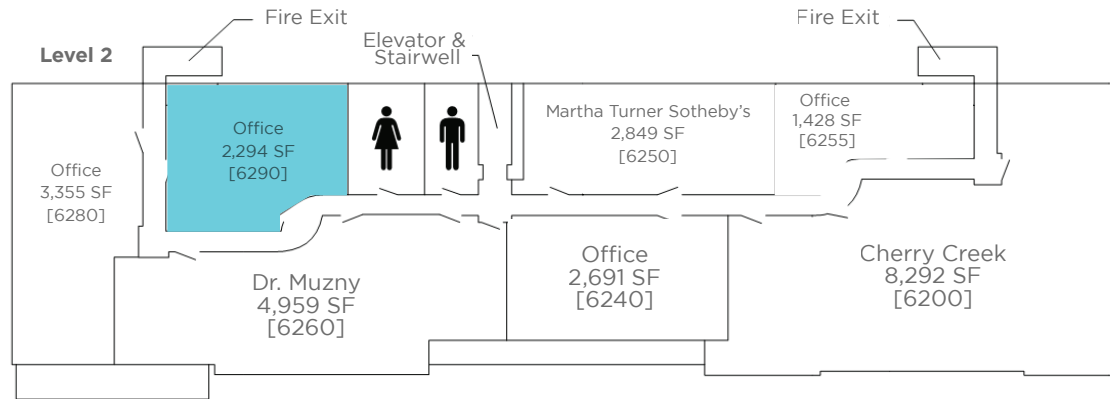 Fire Exit
Fire Exit
Level 2
Elevator &
Stairwell
Office
2,294 SF
[6290]
Martha Turner Sotheby's
2,849 SF
[6250]
Office
1,428 SF
[6255]
Office
3,355 SF
[6280]
Dr. Muzny
4,959 SF
[6260]
Office
2,691 SF
[6240]
Cherry Creek
8,292 SF
[6200]